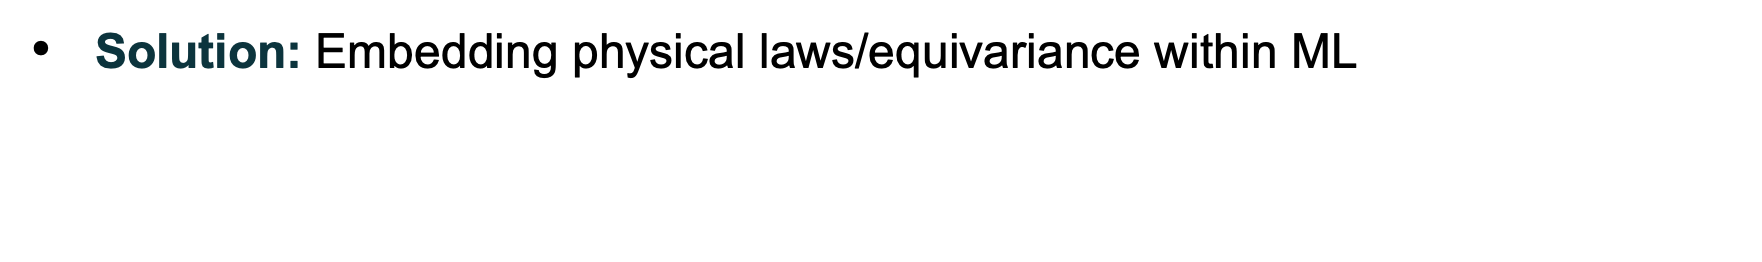 • Solution: Embedding physical laws/equivariance within ML